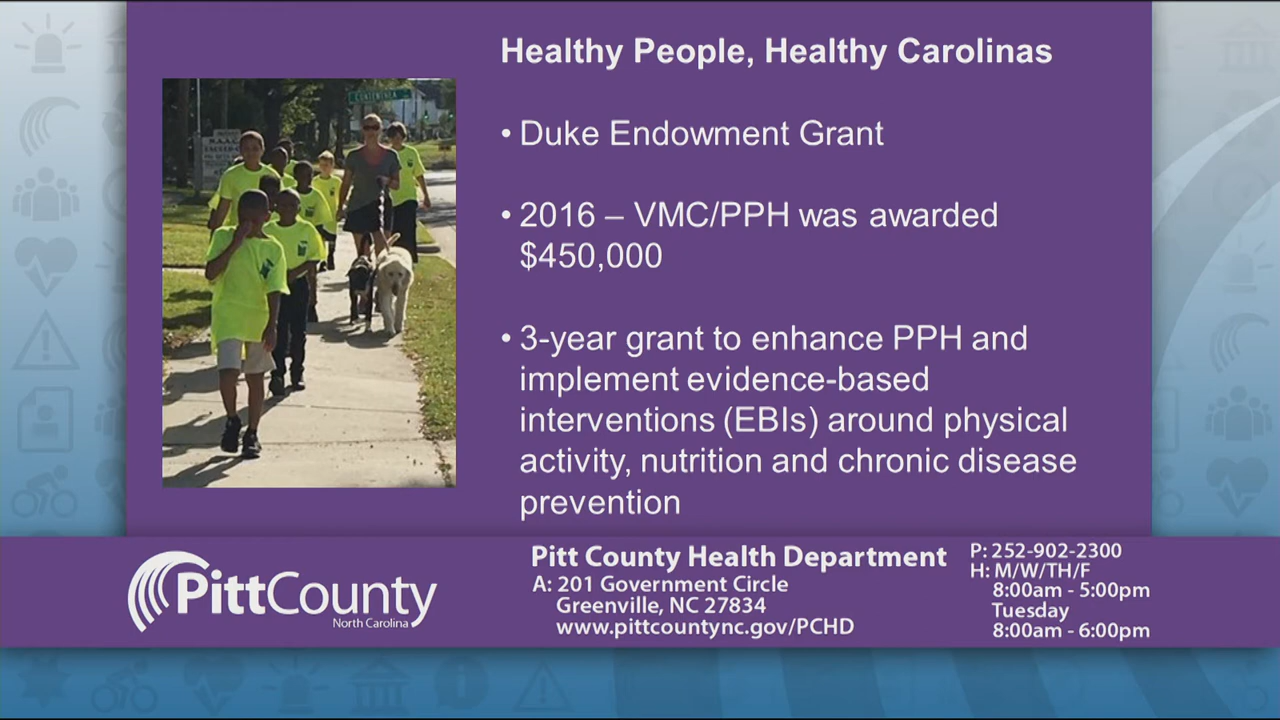 Healthy People, Healthy Carolinas
• Duke Endowment Grant
• 2016 – VMC/PPH was awarded
$450,000
• 3-year grant to enhance PPH and
implement evidence-based
interventions (EBIs) around physical
activity, nutrition and chronic disease
prevention
PittCounty
North Carolina
Pitt County Health Department
A: 201 Government Circle
Greenville, NC 27834
www.pittcountync.gov/PCHD
P: 252-902-2300
H: M/W/TH/F
8:00am - 5:00pm
Tuesday
8:00am - 6:00pm